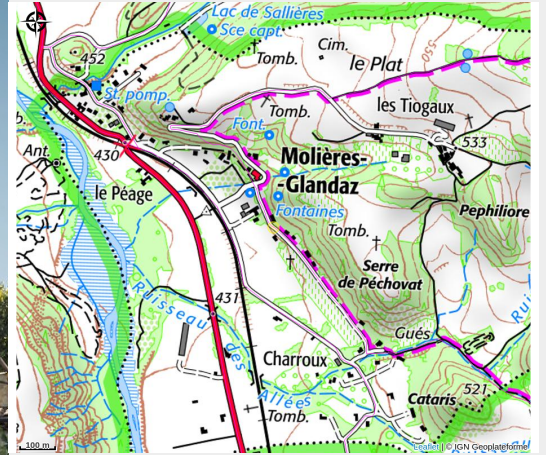 Lac de Sallières
Sce capt.
452
Cim.
550
Tomb.
le Plat
St. pomp.
Tomb.
les Tiogaux
b.
Font.
533
Ant.
430
Molières-
-Glandaz
le Péage
Fontaines
Pephiliore
Tomb.
Serre
de Péchovat
Rui
Ruisseau des Allées
431
Gués
Charroux
521
Cataris
Tomb.
100 m
Leaflet | © IGN Geoplateforme